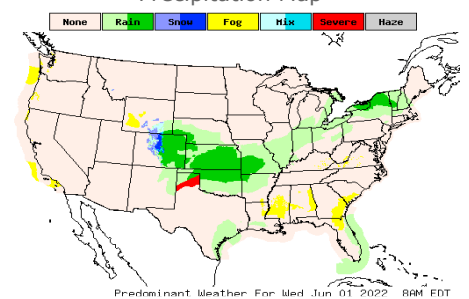 Precipitation Map
None Rain Snow Fog Mix Severe Haze
Predominant Weather For Wed Jun 01 2022 8AM EDT